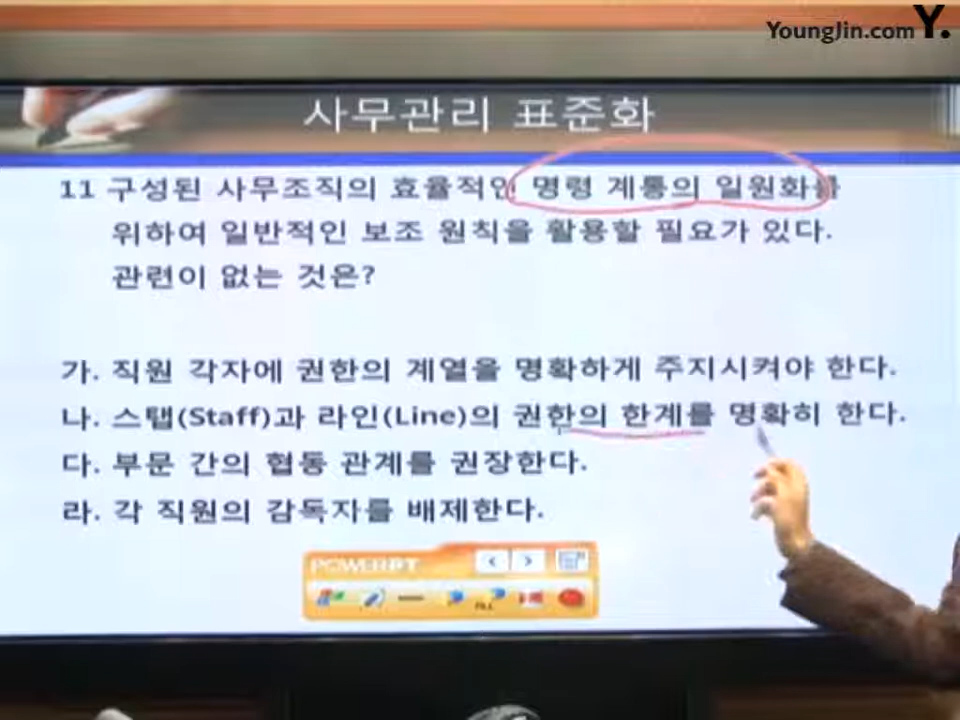 YoungJin.com Y.
사무관리 표준화
11 구성된 사무조직의 효율적인 명령 계통의 일원화를
위하여 일반적인 보조 원칙을 활용할 필요가 있다.
관련이 없는 것은?
가. 직원 각자에 권한의 계열을 명확하게 주지시켜야 한다.
나. 스탭(Staff)과 라인(Line)의 권한의 한계를 명확히 한다.
다. 부문 간의 협동 관계를 권장한다.
라. 각 직원의 감독자를 배제한다.
POWERPT